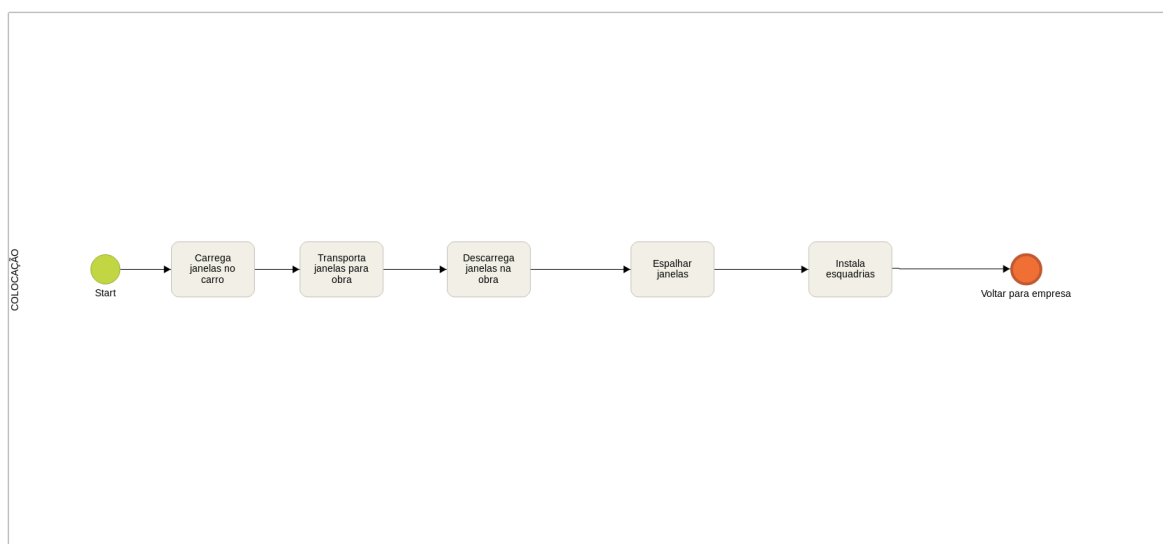 COLOCAÇÃO
Start
Carrega
janelas no
carro
Transporta
janelas para
obra
Descarrega
janelas na
obra
Espalhar
janelas
Instala
esquadrias
Voltar para empresa